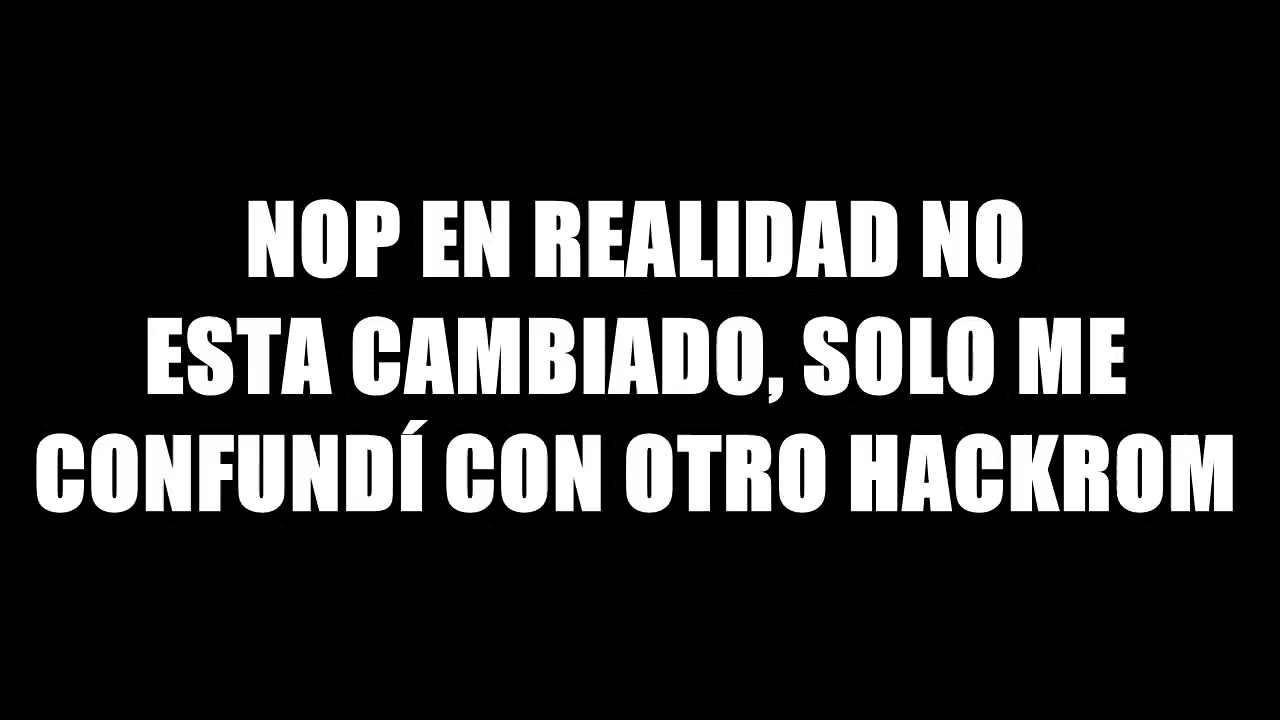 NOP EN REALIDAD NO
ESTA CAMBIADO, SOLO ME
CONFUNDÍ CON OTRO HACKROM